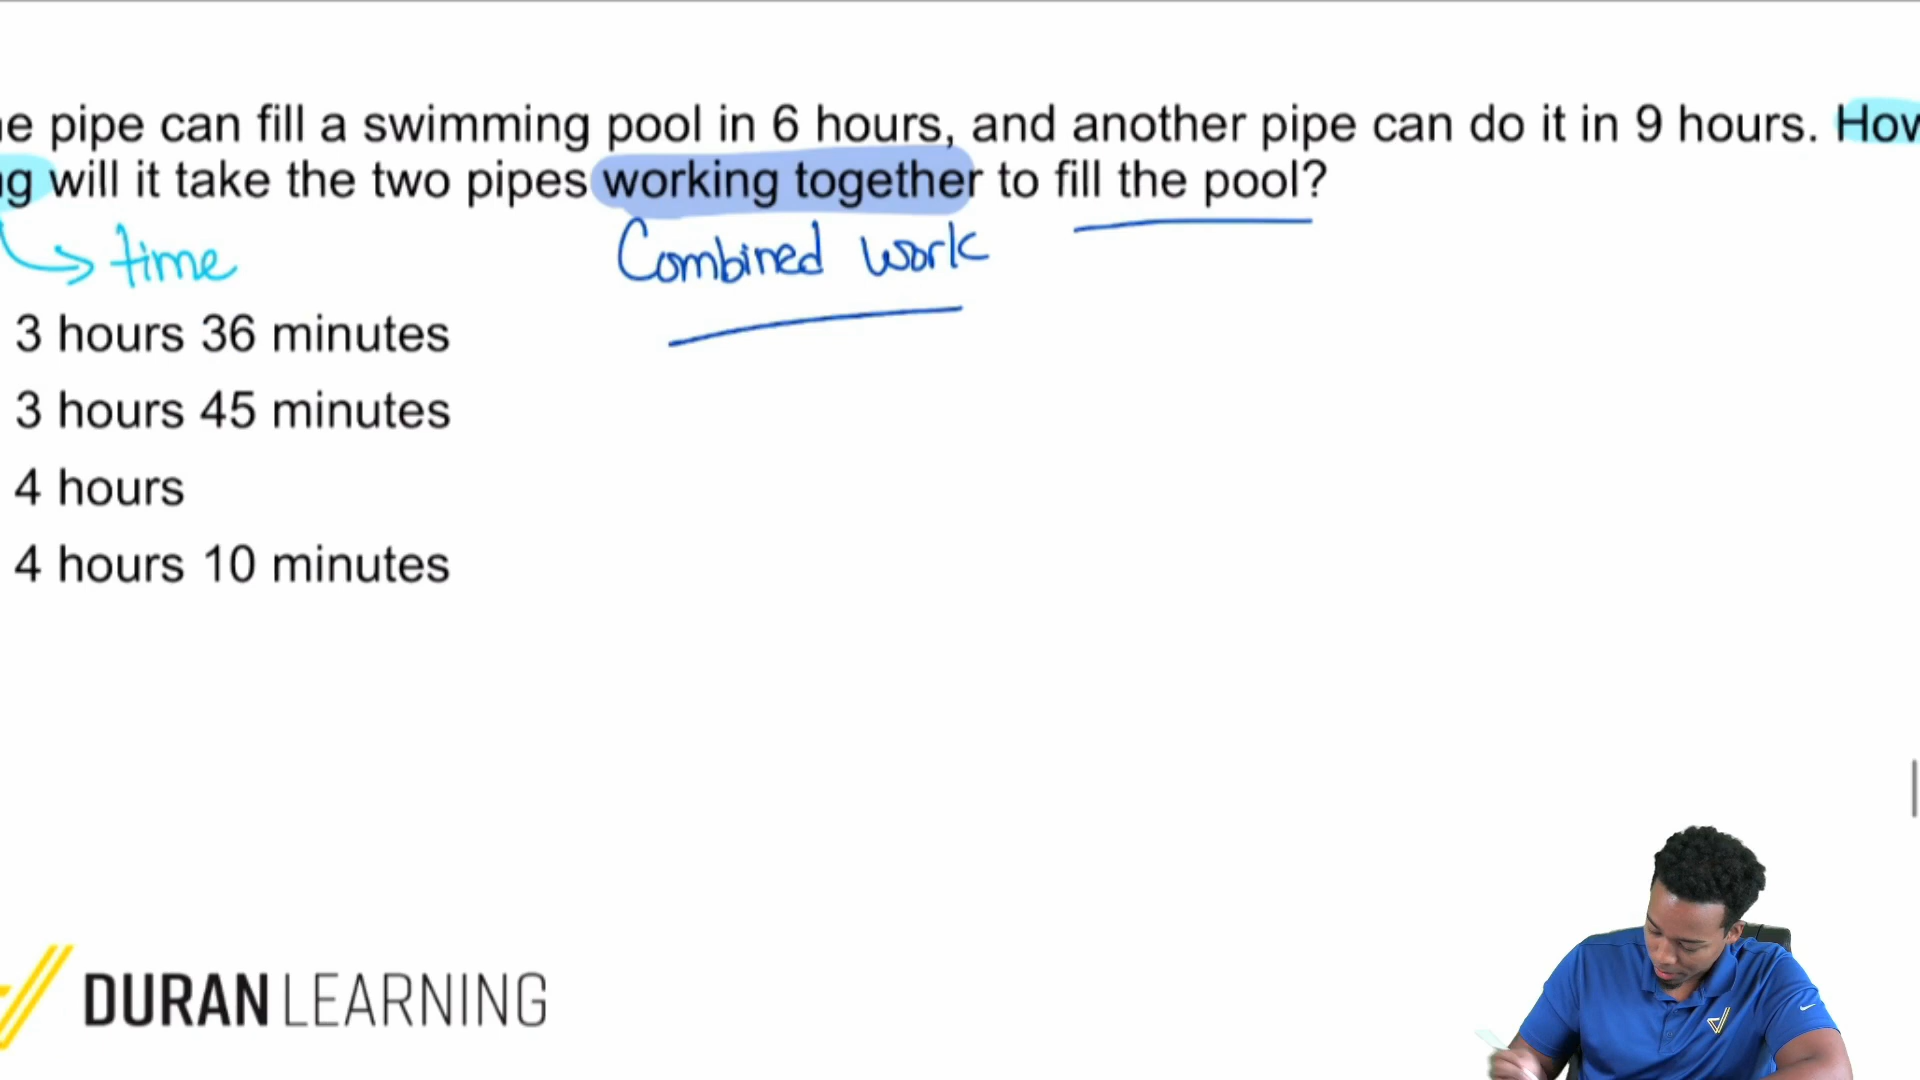 e pipe can fill a swimming pool in 6 hours, and another pipe can do it in 9 hours. How
g will it take the two pipes working together to fill the pool?
time
Combined work
3 hours 36 minutes
3 hours 45 minutes
4 hours
4 hours 10 minutes
DURAN LEARNING